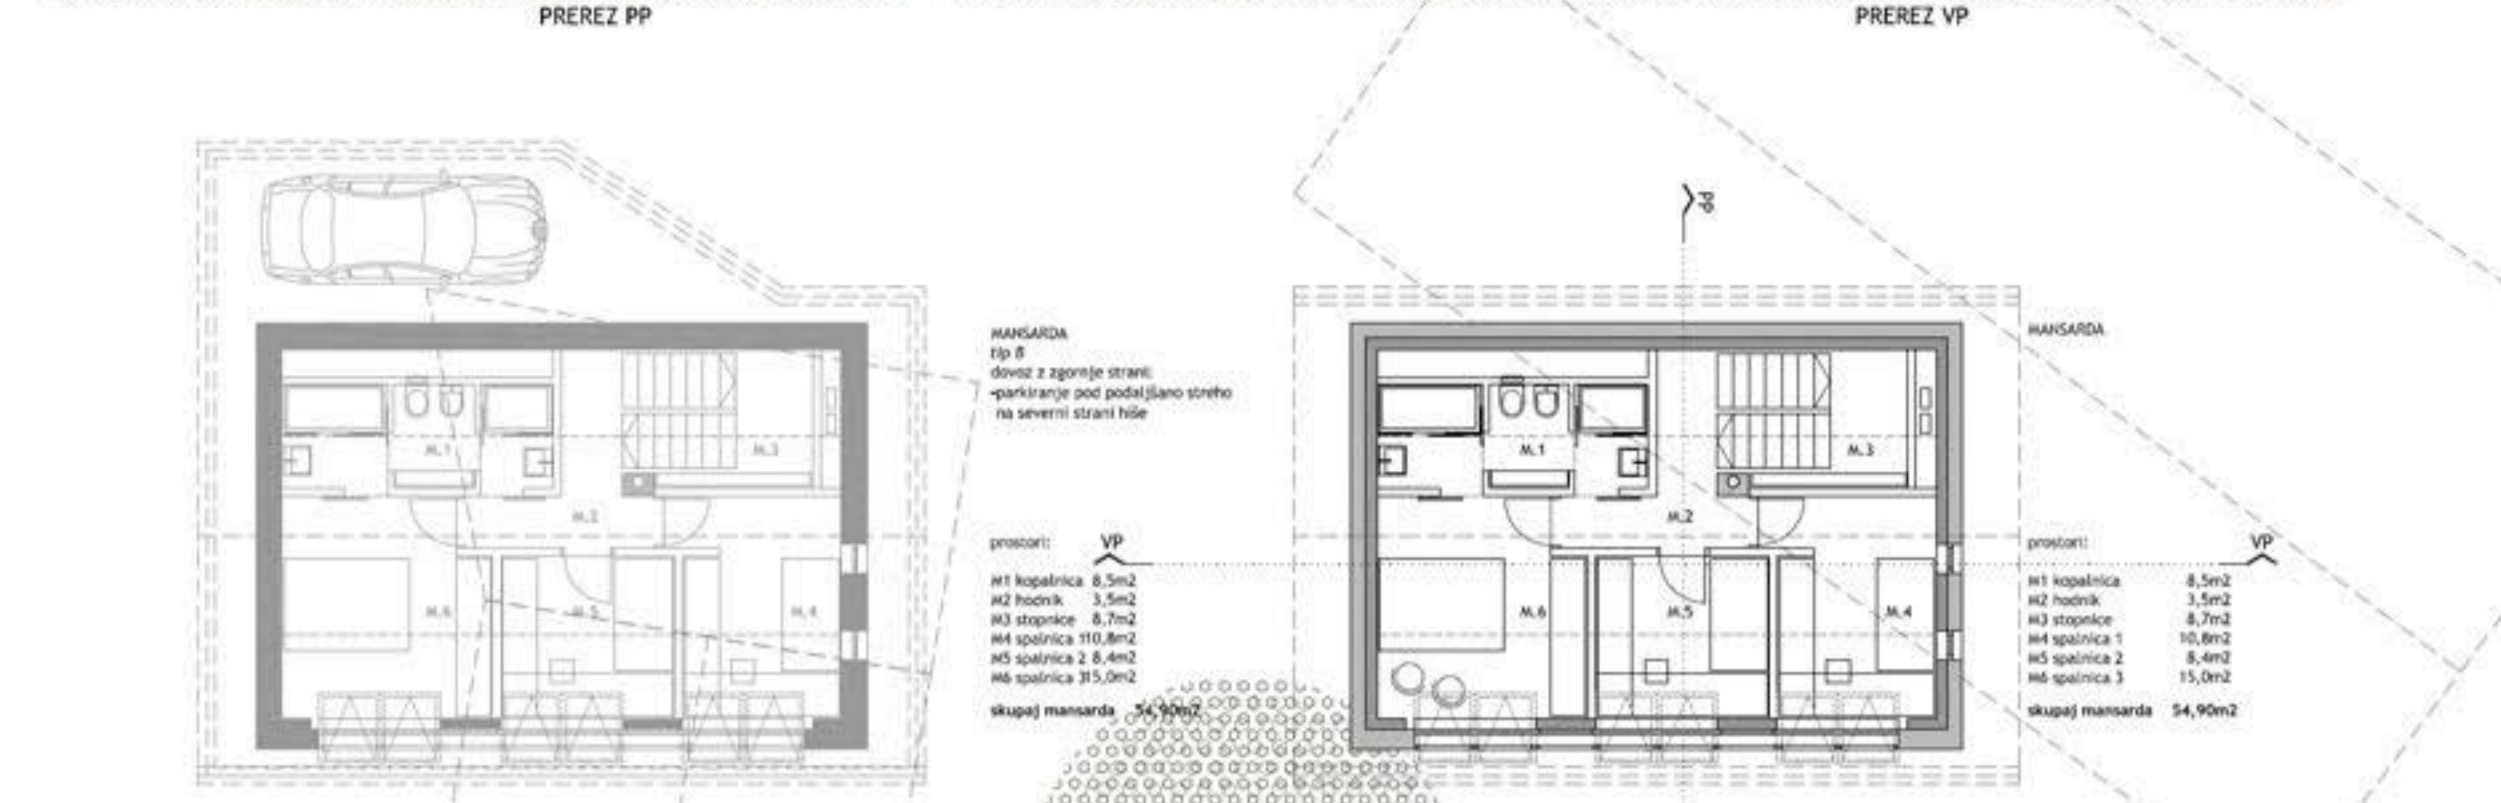 PREREZ PP
PREREZ VP
PP
MANSARDA
tip B
dovoz z zgornje strani:
-parkiranje pod podaljšano streho
na severni strani hiše
prostori:
VP
M1 kopalnica 8,5m2
M2 hodnik 3,5m2
M3 stopnice 8,7m2
M4 spalnica 110,8m2
M5 spalnica 2 8,4m2
M6 spalnica 315,0m2
skupaj mansarda 54,90m2
M.1
M.3
M.2
M.6
M.5
M.4
M.1
M.3
M.2
M.6
M.5
M.4
MANSARDA
prostori:
VP
M1 kopalnica 8,5m2
M2 hodnik 3,5m2
M3 stopnice 8,7m2
M4 spalnica 1 10,8m2
M5 spalnica 2 8,4m2
M6 spalnica 3 15,0m2
skupaj mansarda 54,90m2